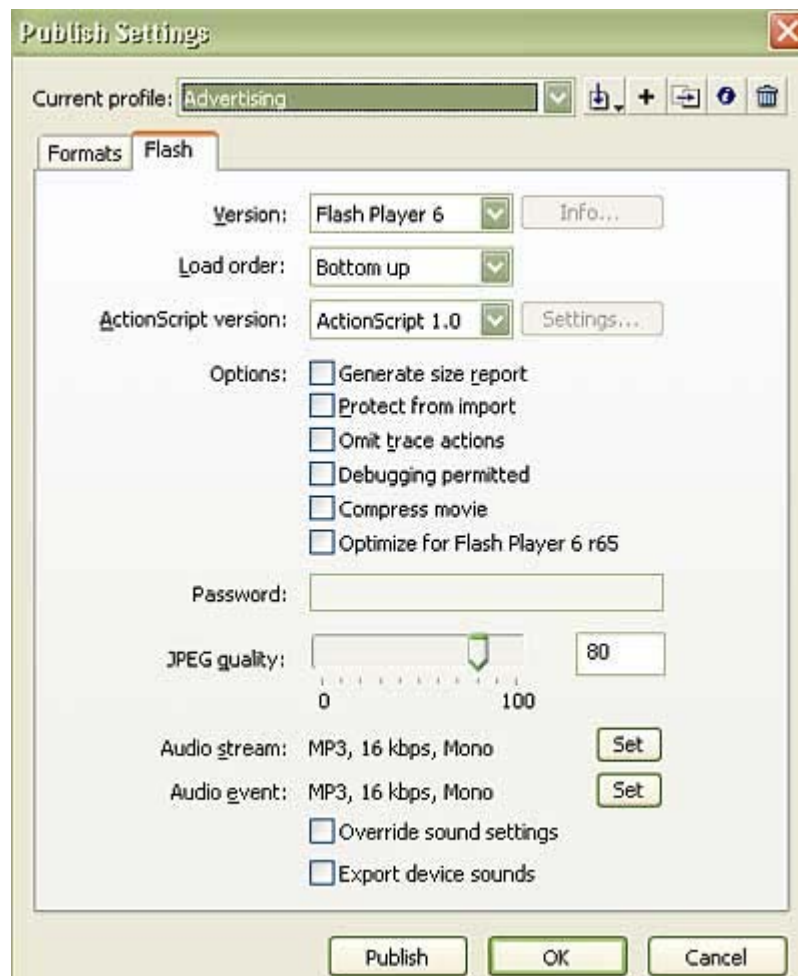 Publish Settings
Current profile: Advertising
Formats Flash
Version: Flash Player 6 Info...
Load order: Bottom up
ActionScript version: ActionScript 1.0 Settings...
Options: Generate size report
Protect from import
Omit trace actions
Debugging permitted
Compress movie
Optimize for Flash Player 6 r65
Password:
JPEG quality: 80
0 100
Audio stream: MP3, 16 kbps, Mono Set
Audio event: MP3, 16 kbps, Mono Set
Override sound settings
Export device sounds
Publish OK Cancel